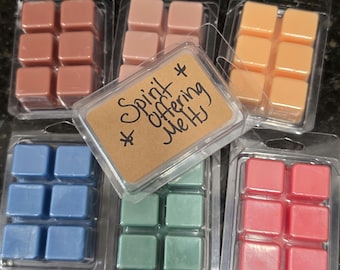 Spirit
* Offering *
Melts